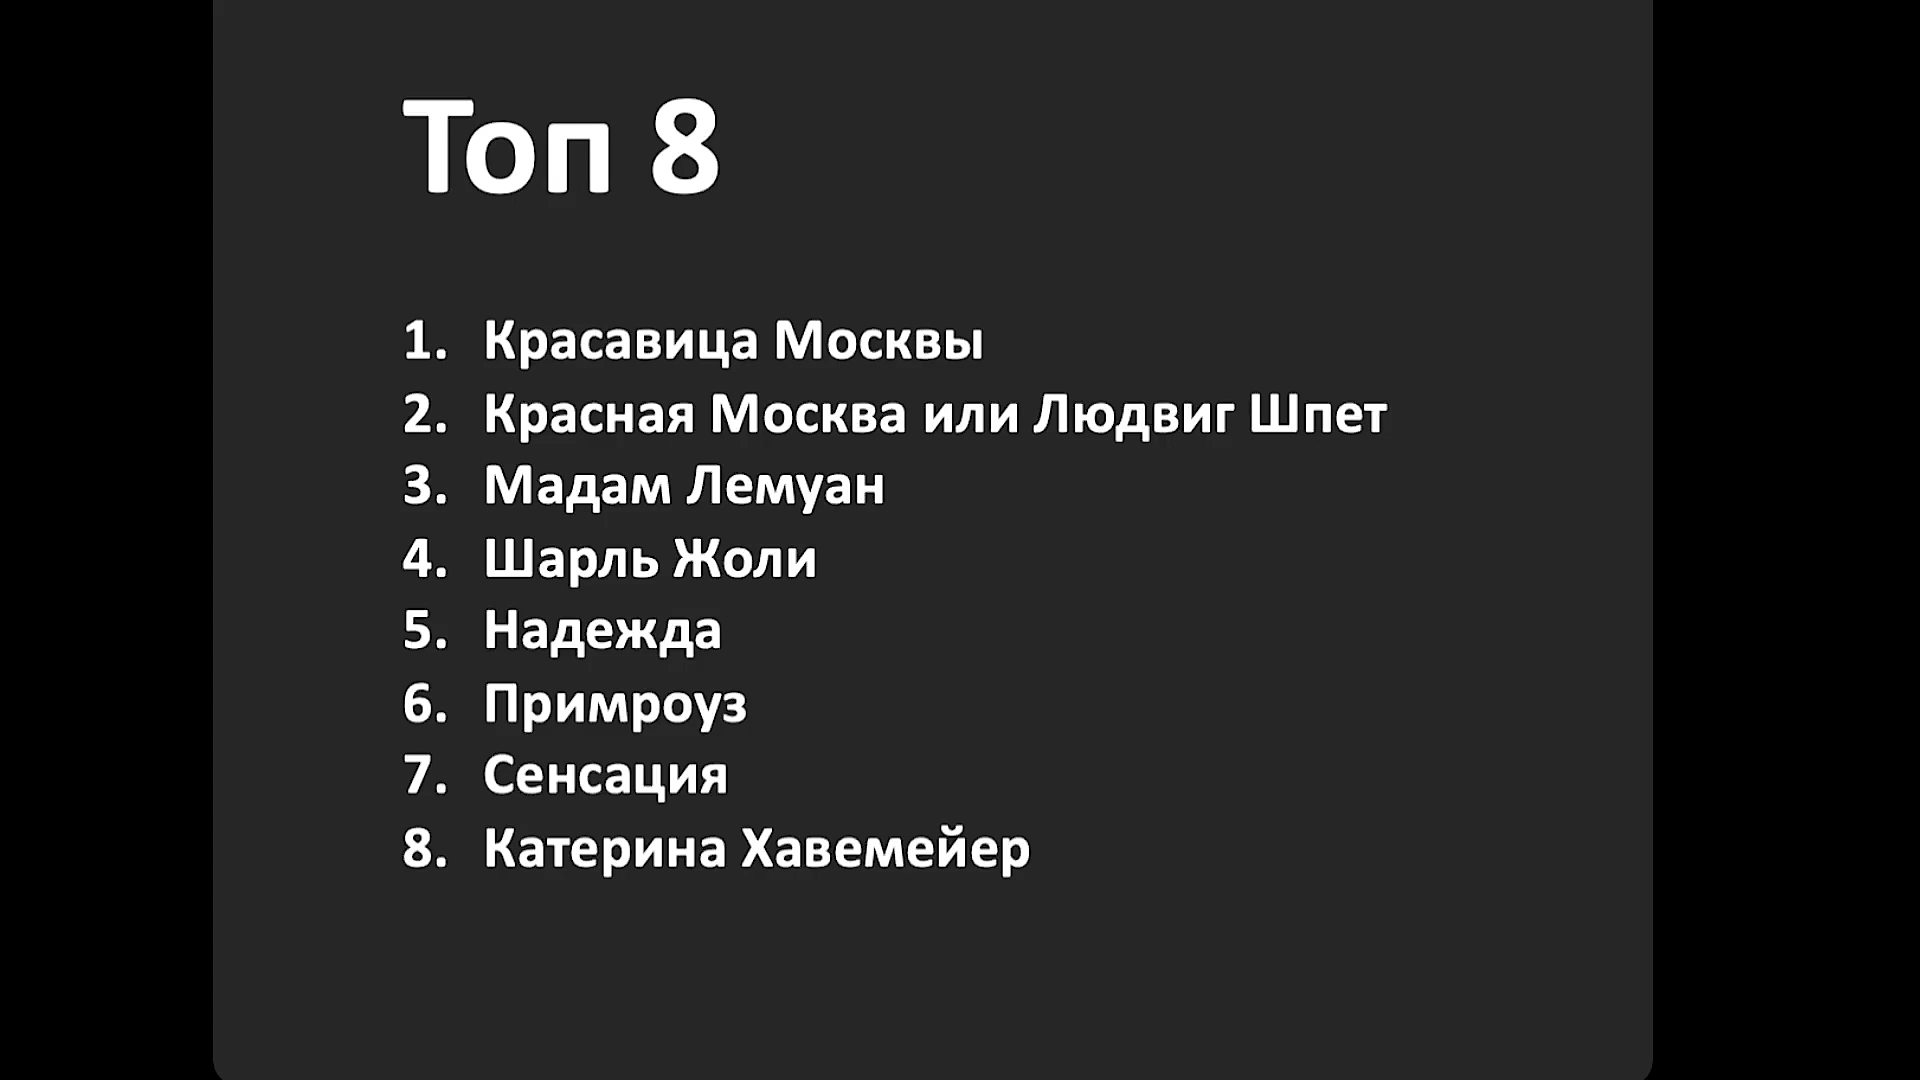 Топ 8
1. Красавица Москвы
2. Красная Москва или Людвиг Шпет
3. Мадам Лемуан
4. Шарль Жоли
5. Надежда
6. Примроуз
7. Сенсация
8. Катерина Хавемейер